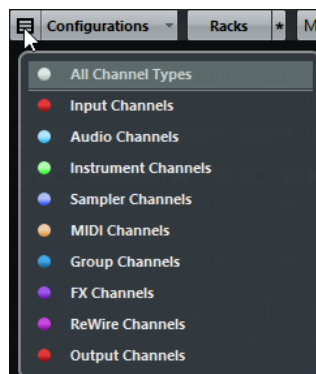 Configurations Racks * M
All Channel Types
Input Channels
Audio Channels
Instrument Channels
Sampler Channels
MIDI Channels
Group Channels
FX Channels
ReWire Channels
Output Channels